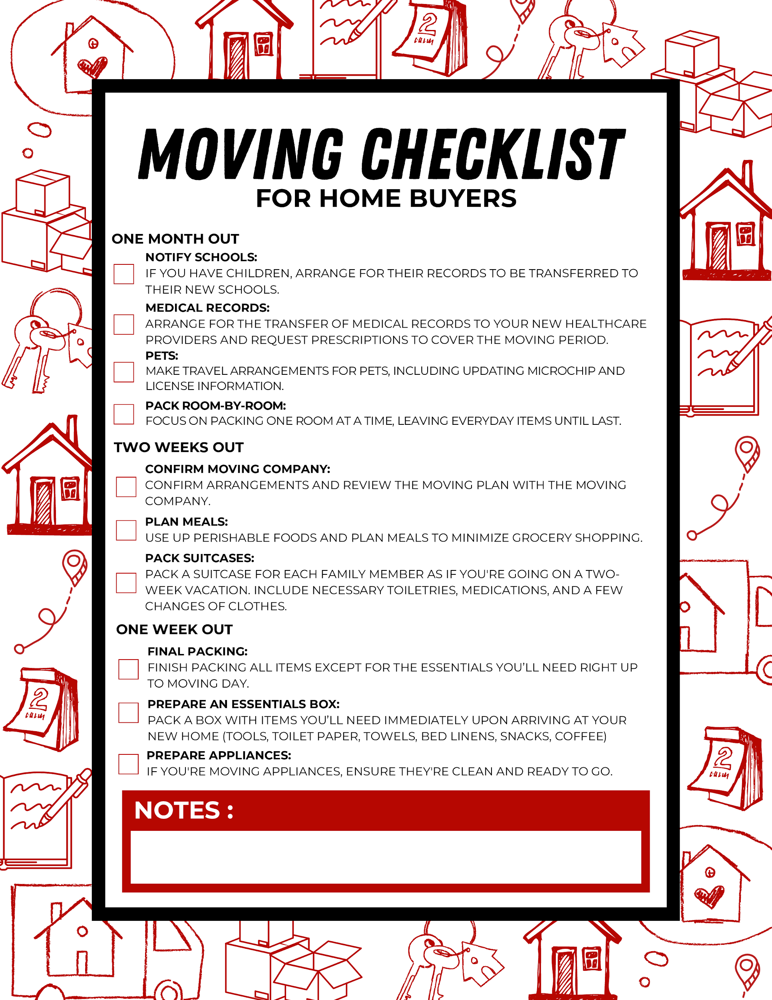 MOVING CHECKLIST
FOR HOME BUYERS
ONE MONTH OUT
NOTIFY SCHOOLS:
IF YOU HAVE CHILDREN, ARRANGE FOR THEIR RECORDS TO BE TRANSFERRED TO
THEIR NEW SCHOOLS.
MEDICAL RECORDS:
ARRANGE FOR THE TRANSFER OF MEDICAL RECORDS TO YOUR NEW HEALTHCARE
PROVIDERS AND REQUEST PRESCRIPTIONS TO COVER THE MOVING PERIOD.
PETS:
MAKE TRAVEL ARRANGEMENTS FOR PETS, INCLUDING UPDATING MICROCHIP AND
LICENSE INFORMATION.
PACK ROOM-BY-ROOM:
FOCUS ON PACKING ONE ROOM AT A TIME, LEAVING EVERYDAY ITEMS UNTIL LAST.
TWO WEEKS OUT
CONFIRM MOVING COMPANY:
CONFIRM ARRANGEMENTS AND REVIEW THE MOVING PLAN WITH THE MOVING
COMPANY.
PLAN MEALS:
USE UP PERISHABLE FOODS AND PLAN MEALS TO MINIMIZE GROCERY SHOPPING.
PACK SUITCASES:
PACK A SUITCASE FOR EACH FAMILY MEMBER AS IF YOU'RE GOING ON A TWO-
WEEK VACATION. INCLUDE NECESSARY TOILETRIES, MEDICATIONS, AND A FEW
CHANGES OF CLOTHES.
ONE WEEK OUT
FINAL PACKING:
FINISH PACKING ALL ITEMS EXCEPT FOR THE ESSENTIALS YOU’LL NEED RIGHT UP
TO MOVING DAY.
PREPARE AN ESSENTIALS BOX:
PACK A BOX WITH ITEMS YOU’LL NEED IMMEDIATELY UPON ARRIVING AT YOUR
NEW HOME (TOOLS, TOILET PAPER, TOWELS, BED LINENS, SNACKS, COFFEE)
PREPARE APPLIANCES:
IF YOU'RE MOVING APPLIANCES, ENSURE THEY'RE CLEAN AND READY TO GO.
NOTES :
2
2
2